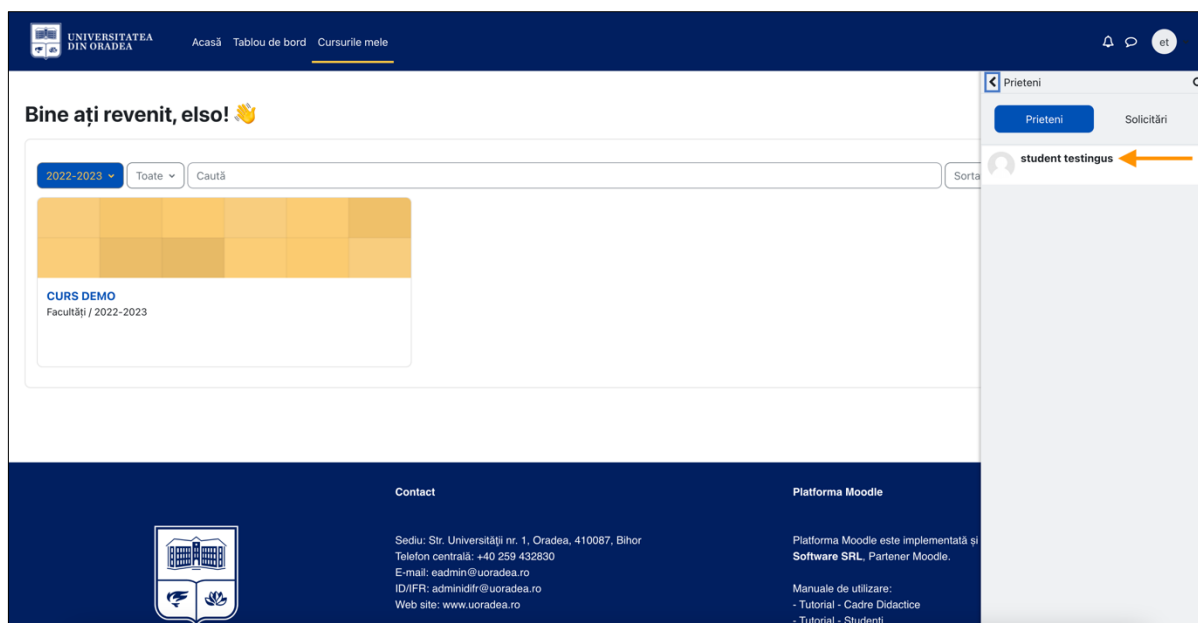 UNIVERSITATEA
DIN ORADEA
Acasă Tablou de bord Cursurile mele
et
Prieteni
Prieteni Solicitări
student testingus
Bine ați revenit, elso! 👋
2022-2023 Toate Caută Sorta
CURS DEMO
Facultăți / 2022-2023
Contact
Sediu: Str. Universităţii nr. 1, Oradea, 410087, Bihor
Telefon centrală: +40 259 432830
E-mail: eadmin@uoradea.ro
ID/IFR: adminidifr@uoradea.ro
Web site: www.uoradea.ro
Platforma Moodle
Platforma Moodle este implementată și
Software SRL, Partener Moodle.
Manuale de utilizare:
- Tutorial - Cadre Didactice
- Tutorial - Studenți